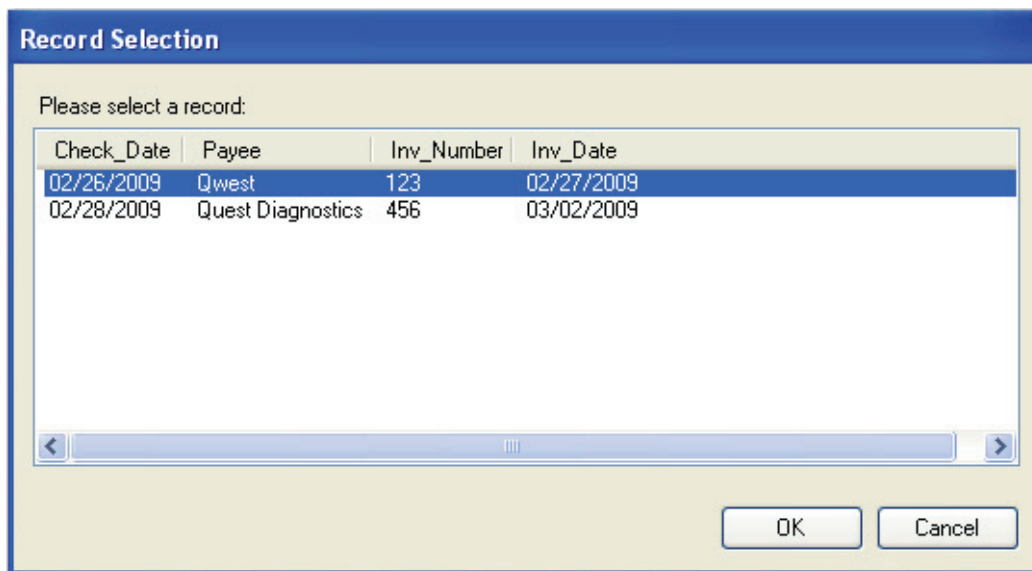 Record Selection
Please select a record:
Check_Date Payee Inv_Number Inv_Date
02/26/2009 Qwest 123 02/27/2009
02/28/2009 Quest Diagnostics 456 03/02/2009
OK Cancel